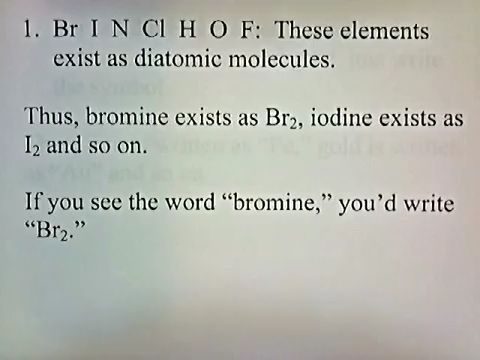 1. Br I N Cl H O F: These elements
exist as diatomic molecules.
Thus, bromine exists as Br₂, iodine exists as
I₂ and so on.
If you see the word “bromine,” you’d write
“Br₂.”